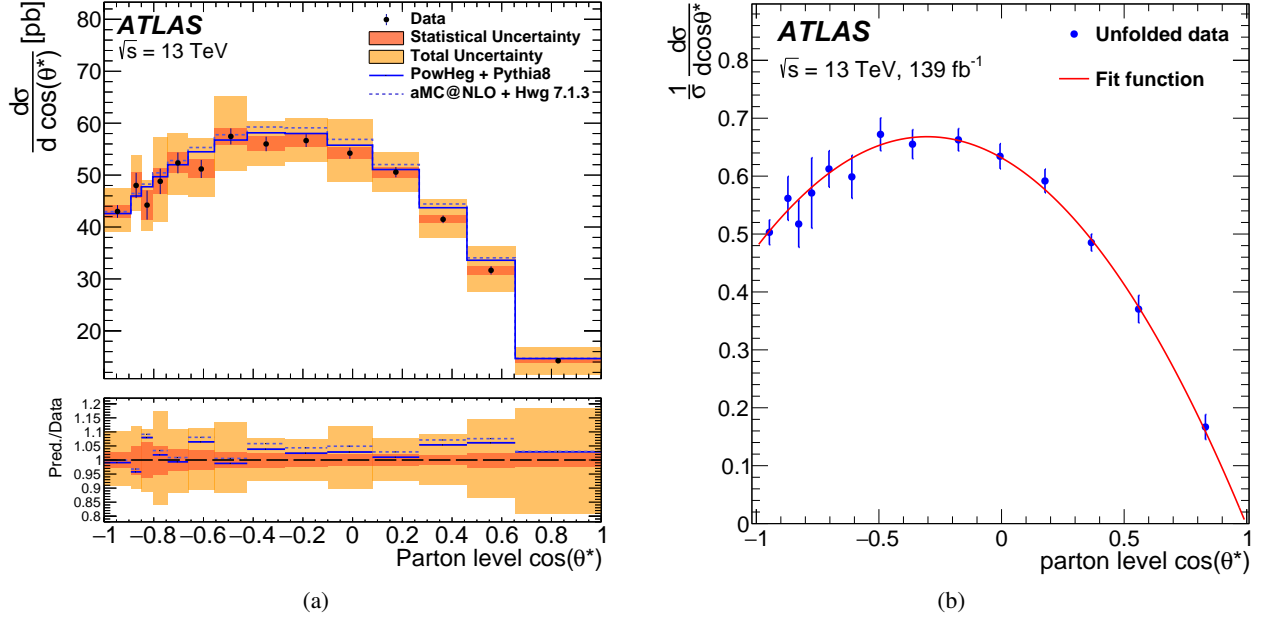 ATLAS
√s = 13 TeV
Data
Statistical Uncertainty
Total Uncertainty
PowHeg + Pythia8
aMC@NLO + Hwg 7.1.3
dσ
d cos(θ*) [pb]
80
70
60
50
40
30
20
Pred./Data
1.2
1.15
1.1
1.05
1
0.95
0.9
0.85
0.8
−1 −0.8 −0.6 −0.4 −0.2 0 0.2 0.4 0.6 0.8 1
Parton level cos(θ*)
(a)
ATLAS
√s = 13 TeV, 139 fb⁻¹
Unfolded data
Fit function
1 dσ
σ dcosθ*
0.9
0.8
0.7
0.6
0.5
0.4
0.3
0.2
0.1
0
−1 −0.5 0 0.5 1
parton level cos(θ*)
(b)